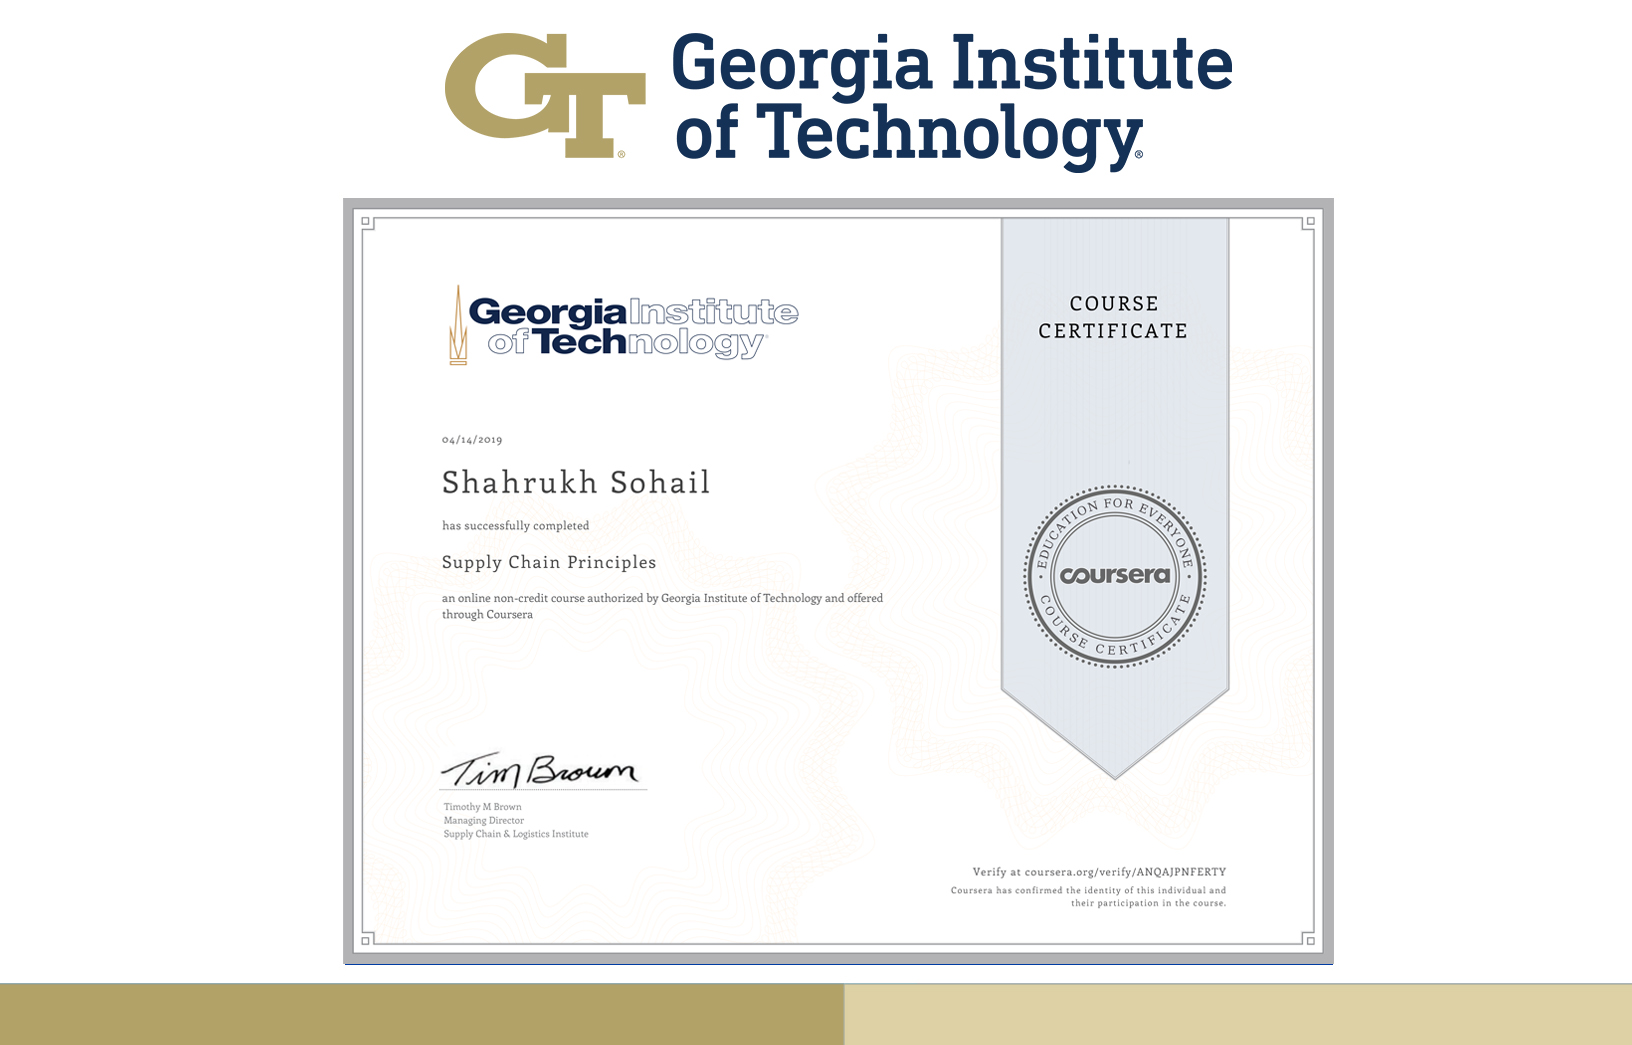 GT®
Georgia Institute
of Technology®
Georgia Institute
of Technology
COURSE
CERTIFICATE
04/14/2019
Shahrukh Sohail
has successfully completed
Supply Chain Principles
an online non-credit course authorized by Georgia Institute of Technology and offered
through Coursera
EDUCATION FOR EVERYONE
coursera
COURSE CERTIFICATE
Tim Brown
Timothy M Brown
Managing Director
Supply Chain & Logistics Institute
Verify at coursera.org/verify/ANQAJPNFERTY
Coursera has confirmed the identity of this individual and
their participation in the course.